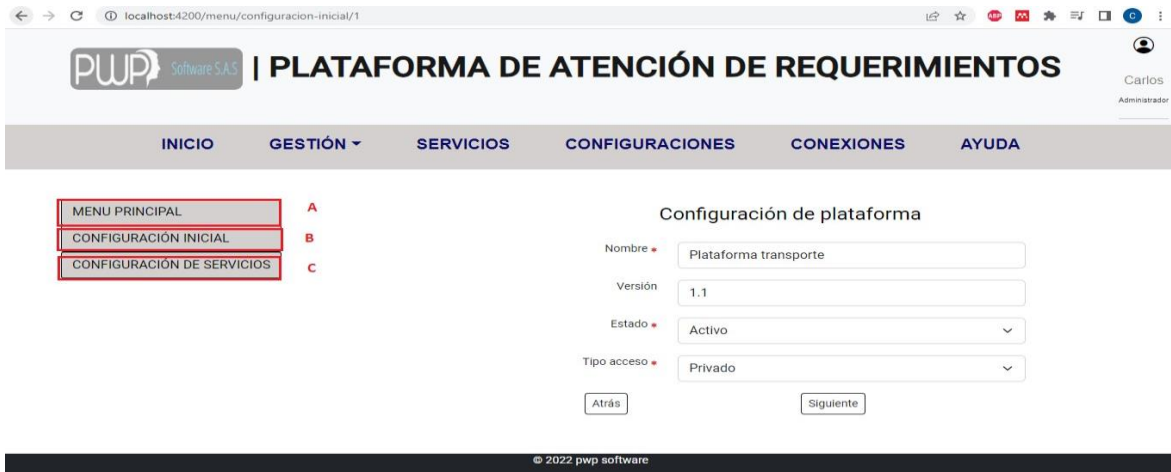 localhost:4200/menu/configuracion-inicial/1
ABP
C
PWP Software S.A.S | PLATAFORMA DE ATENCIÓN DE REQUERIMIENTOS
Carlos
Administrador
INICIO GESTIÓN SERVICIOS CONFIGURACIONES CONEXIONES AYUDA
MENU PRINCIPAL A
CONFIGURACIÓN INICIAL B
CONFIGURACIÓN DE SERVICIOS C
Configuración de plataforma
Nombre * Plataforma transporte
Versión 1.1
Estado * Activo
Tipo acceso * Privado
Atrás Siguiente
© 2022 pwp software